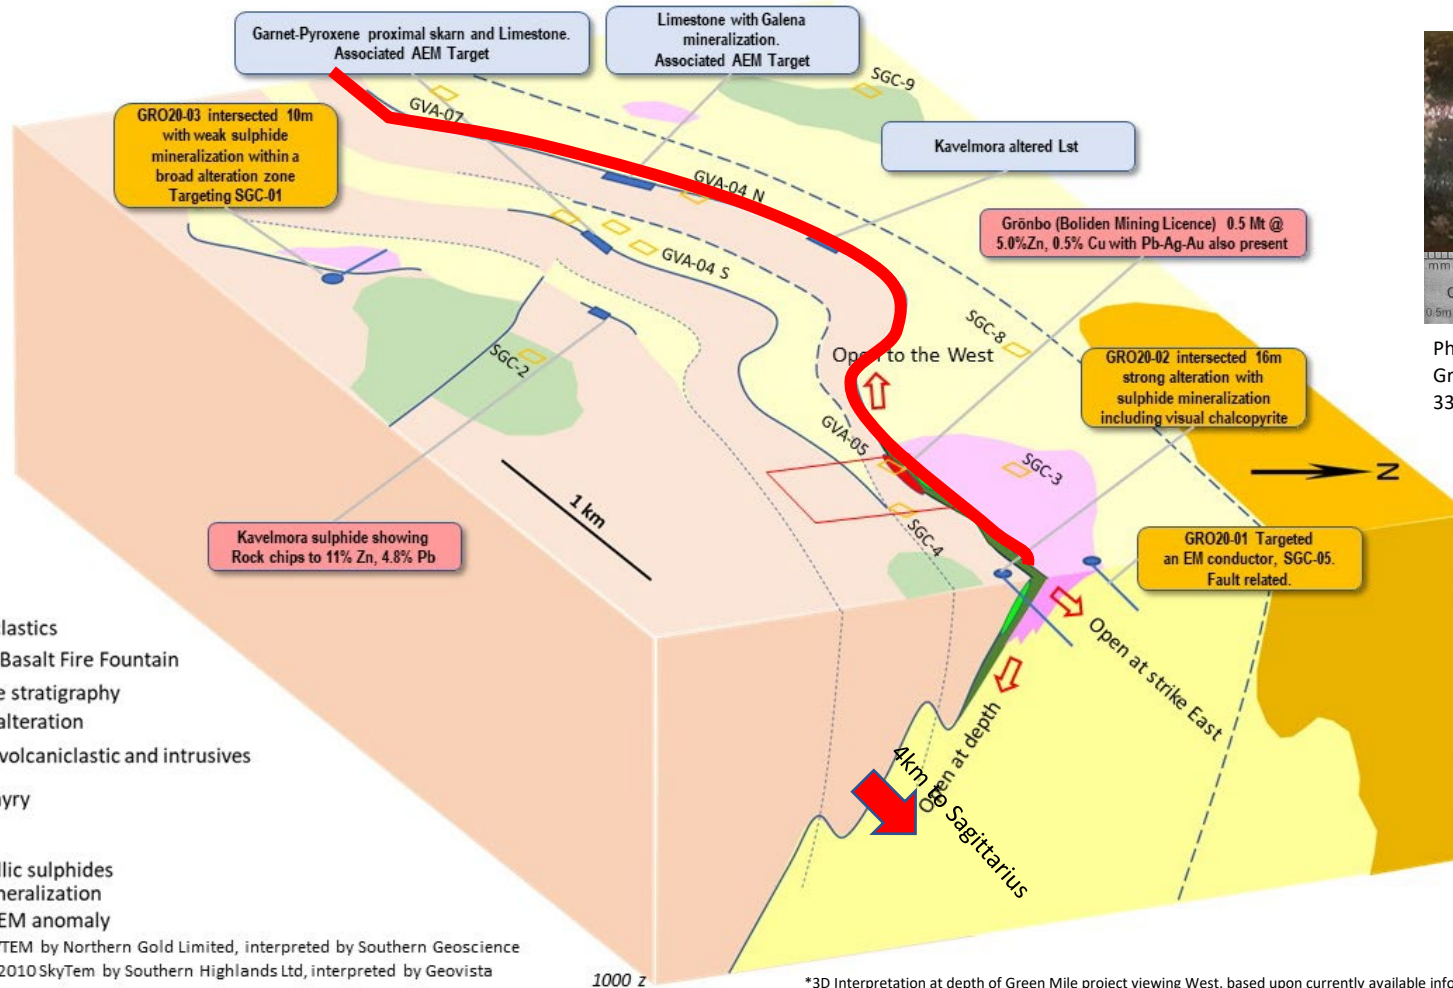 Garnet-Pyroxene proximal skarn and Limestone.
Associated AEM Target
Limestone with Galena
mineralization.
Associated AEM Target
SGC-9
GVA-07
GRO20-03 intersected 10m
with weak sulphide
mineralization within a
broad alteration zone
Targeting SGC-01
Kavelmora altered Lst
GVA-04 N
Grönbo (Boliden Mining Licence) 0.5 Mt @
5.0%Zn, 0.5% Cu with Pb-Ag-Au also present
GVA-04 S
mm
0.5m
SGC-8
Open to the West
SGC-2
GRO20-02 intersected 16m
strong alteration with
sulphide mineralization
including visual chalcopyrite
Ph
Gr
33
GVA-05
SGC-3
N
1 km
SGC-4
Kavelmora sulphide showing
Rock chips to 11% Zn, 4.8% Pb
GRO20-01 Targeted
an EM conductor, SGC-05.
Fault related.
Open at strike East
Open at depth
4km to Sagittarius
lastics
Basalt Fire Fountain
e stratigraphy
alteration
volcaniclastic and intrusives
yry
llic sulphides
neralization
EM anomaly
TEM by Northern Gold Limited, interpreted by Southern Geoscience
2010 SkyTem by Southern Highlands Ltd, interpreted by Geovista
1000 z
*3D Interpretation at depth of Green Mile project viewing West, based upon currently available info